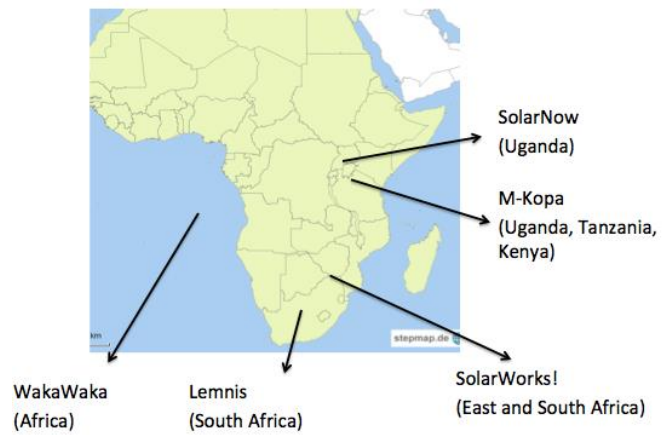 SolarNow
(Uganda)
M-Kopa
(Uganda, Tanzania,
Kenya)
km
stepmap.de
WakaWaka
(Africa)
Lemnis
(South Africa)
SolarWorks!
(East and South Africa)